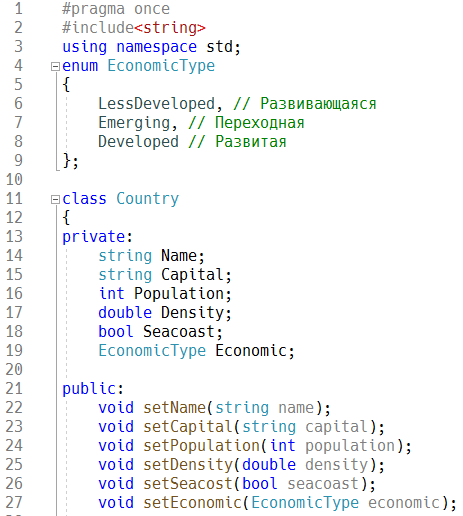 1 #pragma once
2 #include<string>
3 using namespace std;
4 enum EconomicType
5 {
6 LessDeveloped, // Развивающаяся
7 Emerging, // Переходная
8 Developed // Развитая
9 };
10
11 class Country
12 {
13 private:
14 string Name;
15 string Capital;
16 int Population;
17 double Density;
18 bool Seacoast;
19 EconomicType Economic;
20
21 public:
22 void setName(string name);
23 void setCapital(string capital);
24 void setPopulation(int population);
25 void setDensity(double density);
26 void setSeacost(bool seacoast);
27 void setEconomic(EconomicType economic);